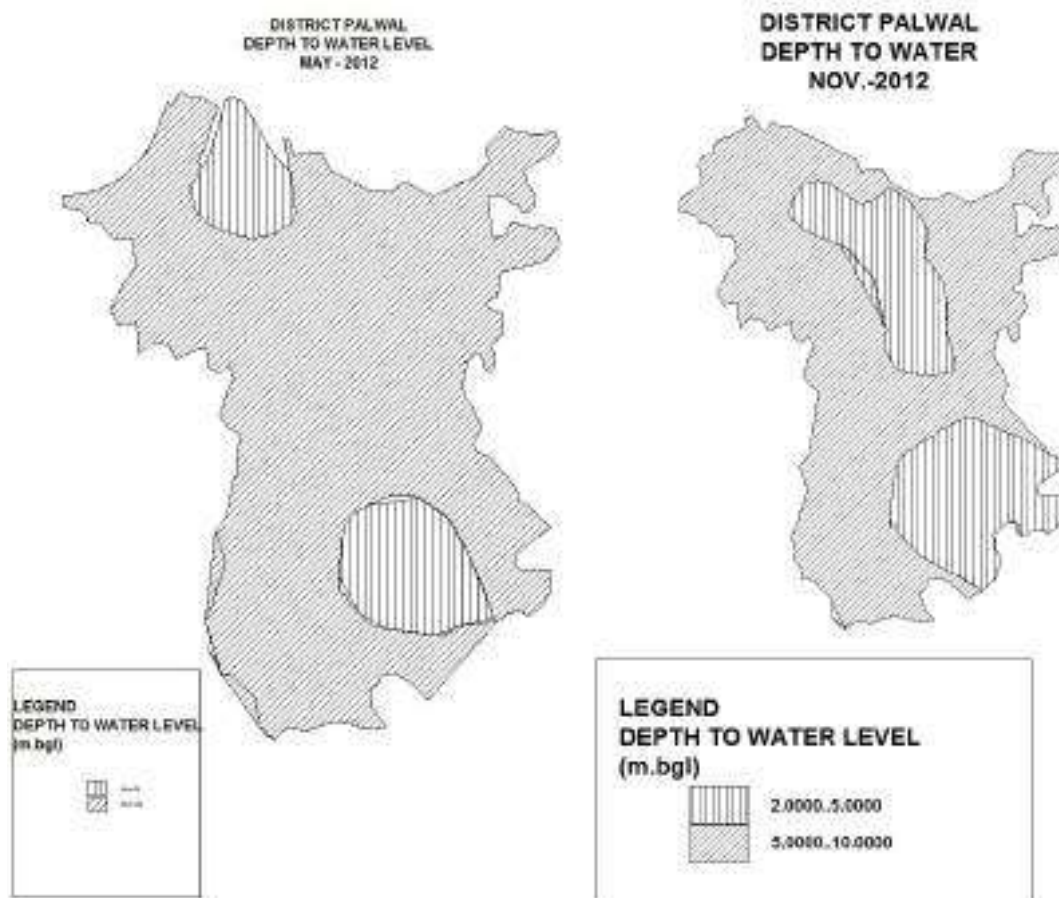 DISTRICT PALWAL
DEPTH TO WATER LEVEL
MAY - 2012
DISTRICT PALWAL
DEPTH TO WATER
NOV.-2012
LEGEND
DEPTH TO WATER LEVEL
(m.bgl)
LEGEND
DEPTH TO WATER LEVEL
(m.bgl)
2.0000..5.0000
5.0000..10.0000